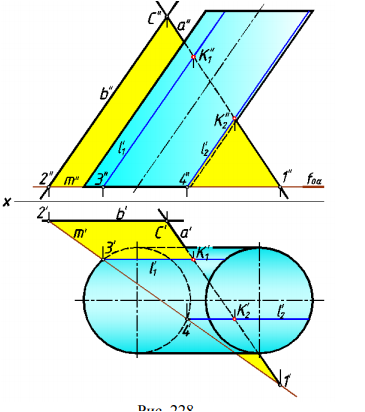 C" a"
K₁"
b"
K₂"
l₁' l₂'
2" m" 3" 4" 1" f₀α
x
2' b' C' a'
m' 3' K₁'
l₁'
4' K₂' l₂'
1'
Рис. 228